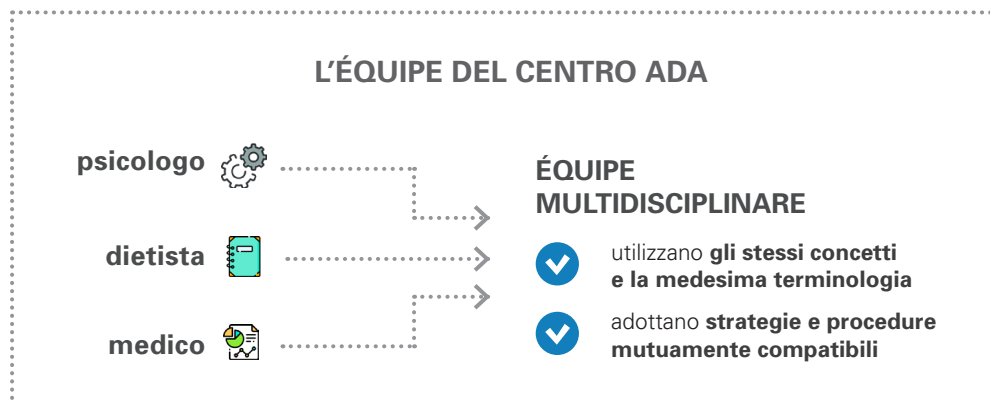 L'ÉQUIPE DEL CENTRO ADA
psicologo
dietista
medico
ÉQUIPE
MULTIDISCIPLINARE
utilizzano gli stessi concetti
e la medesima terminologia
adottano strategie e procedure
mutuamente compatibili